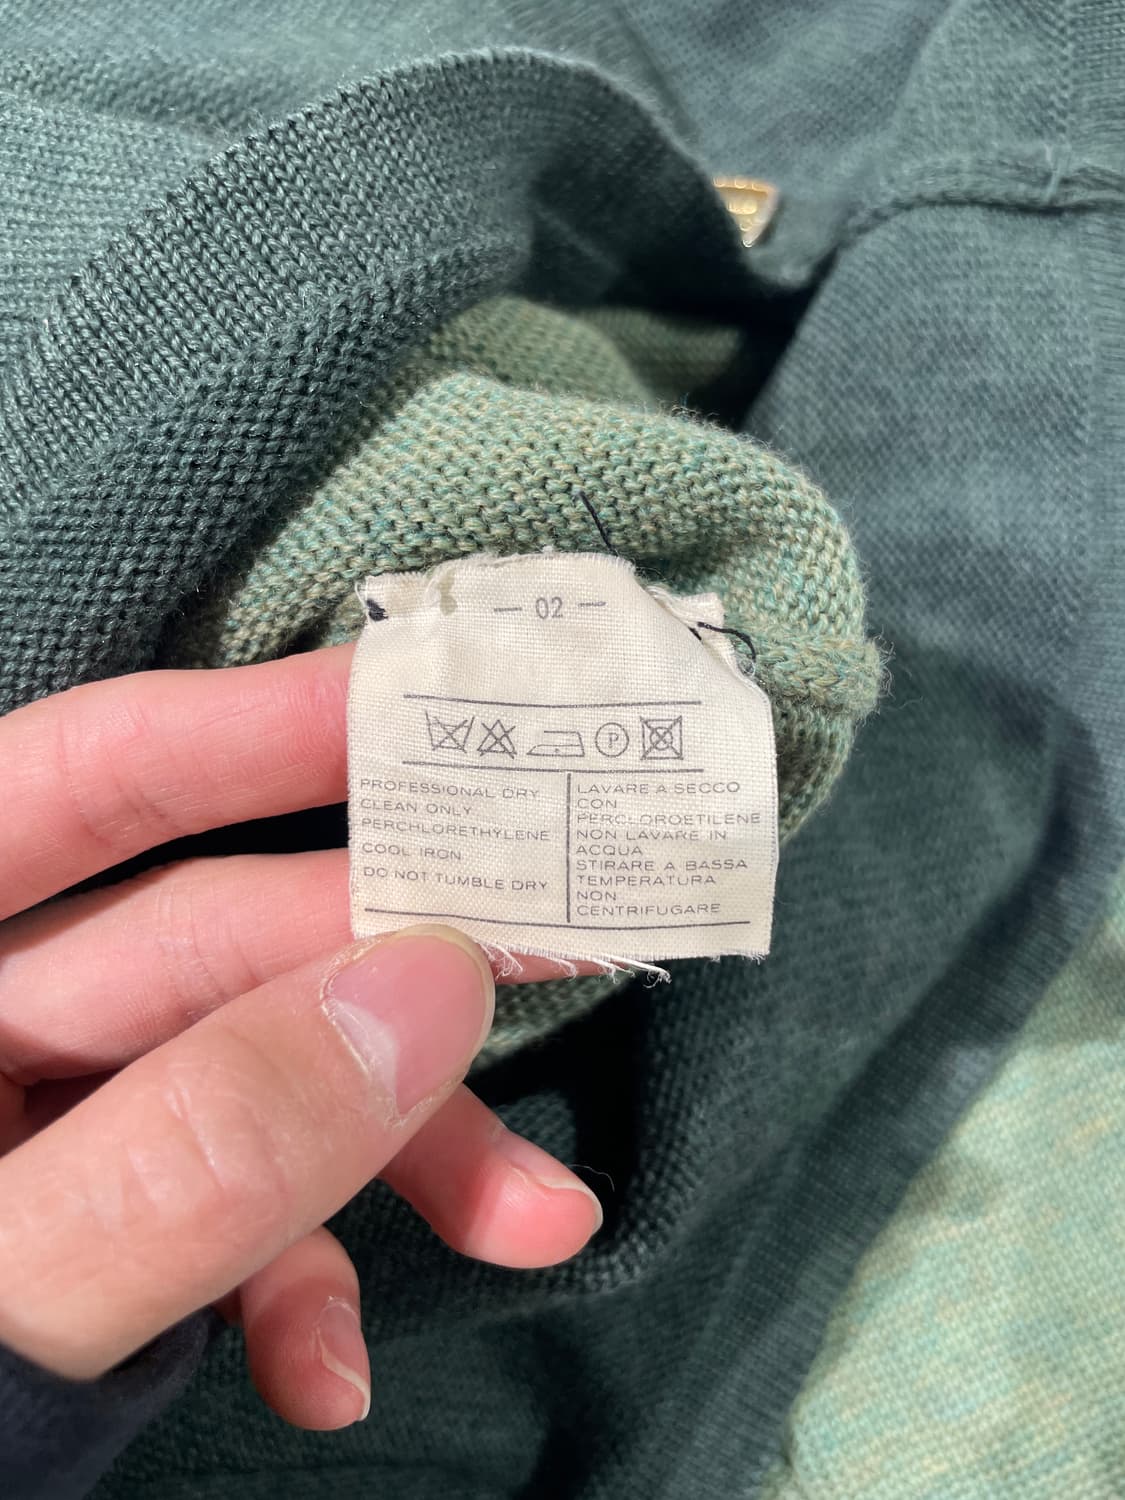 — 02 —
P
PROFESSIONAL DRY
CLEAN ONLY
PERCHLORETHYLENE
COOL IRON
DO NOT TUMBLE DRY
LAVARE A SECCO
CON
PERCLOROETILENE
NON LAVARE IN
ACQUA
STIRARE A BASSA
TEMPERATURA
NON
CENTRIFUGARE